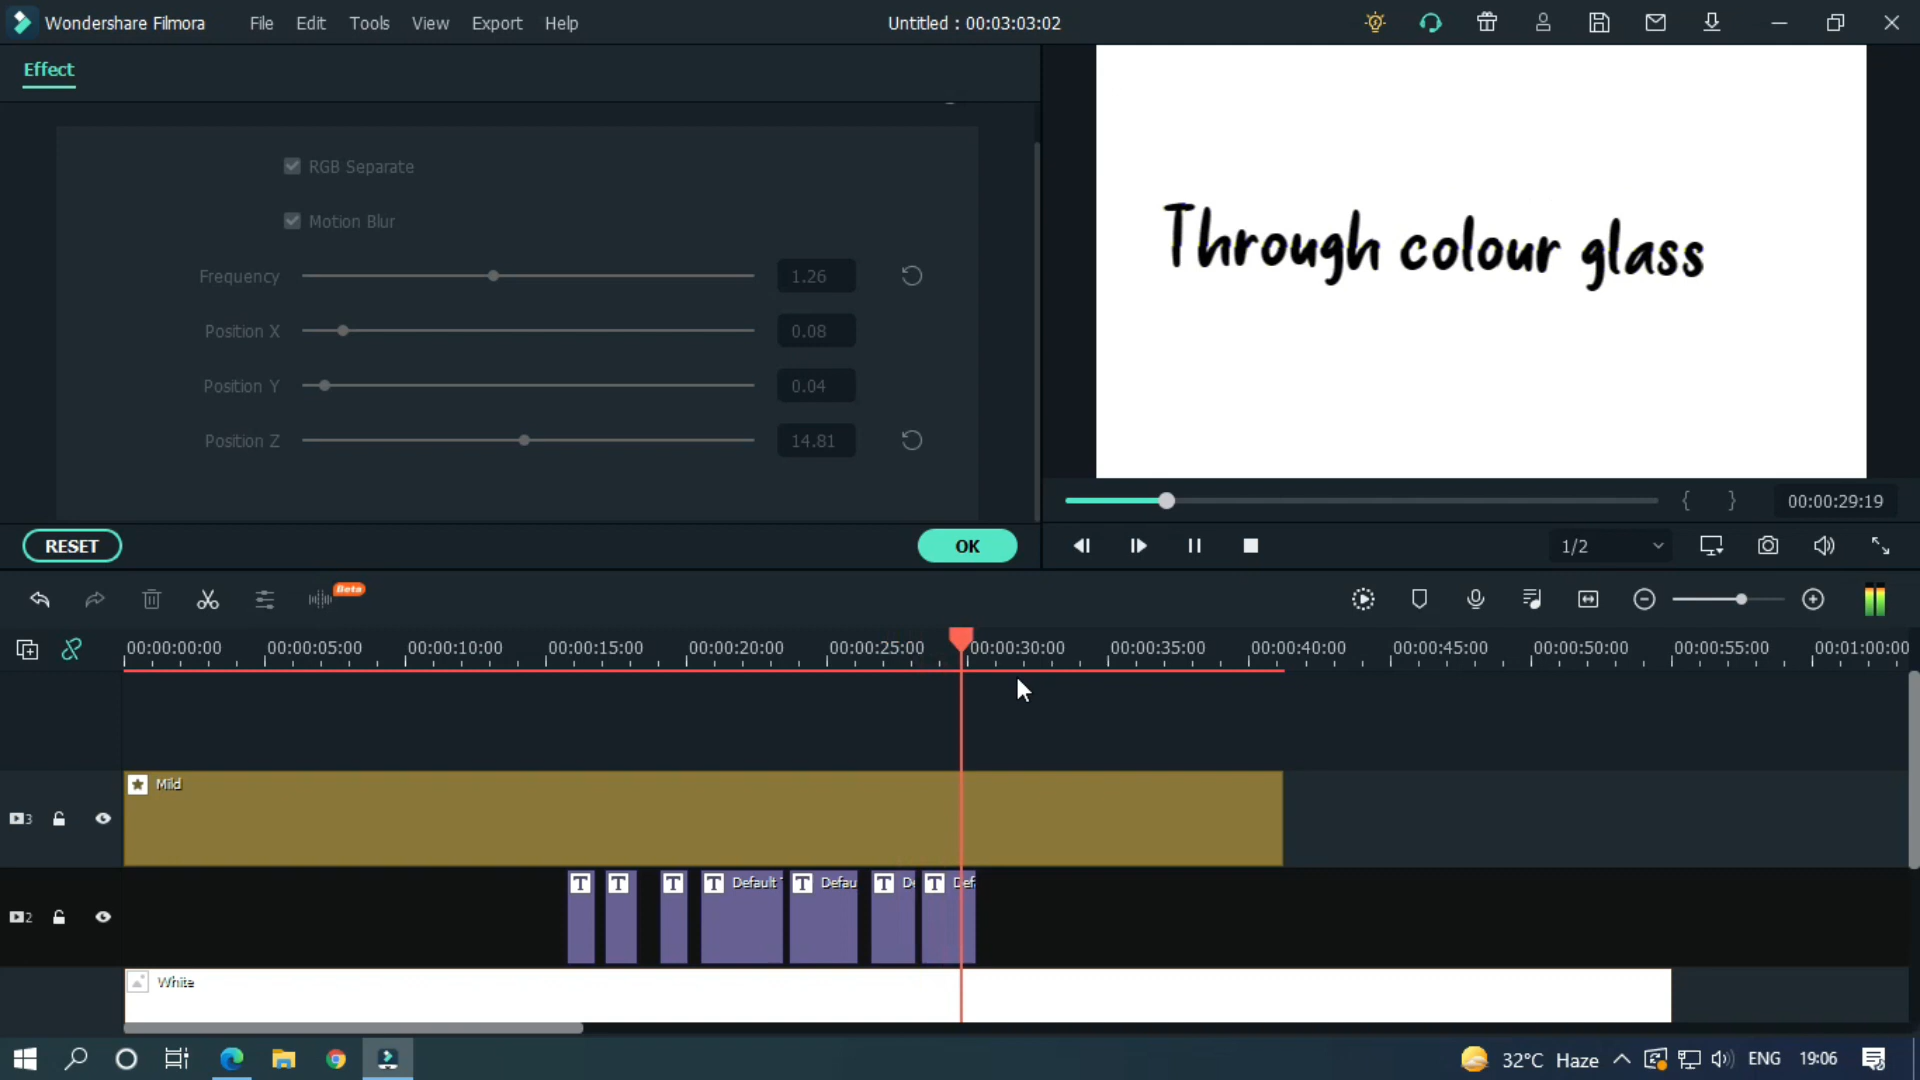 Wondershare Filmora File Edit Tools View Export Help Untitled : 00:03:03:02
Effect
RGB Separate
Motion Blur
Frequency 1.26
Position X 0.08
Position Y 0.04
Position Z 14.81
RESET OK
Through colour glass
{ } 00:00:29:19
1/2
Beta
00:00:00:00 00:00:05:00 00:00:10:00 00:00:15:00 00:00:20:00 00:00:25:00 00:00:30:00 00:00:35:00 00:00:40:00 00:00:45:00 00:00:50:00 00:00:55:00 00:01:00:00
Mild
3
T T T T Default T T Defau T De T Def
2
White
32°C Haze ENG 19:06